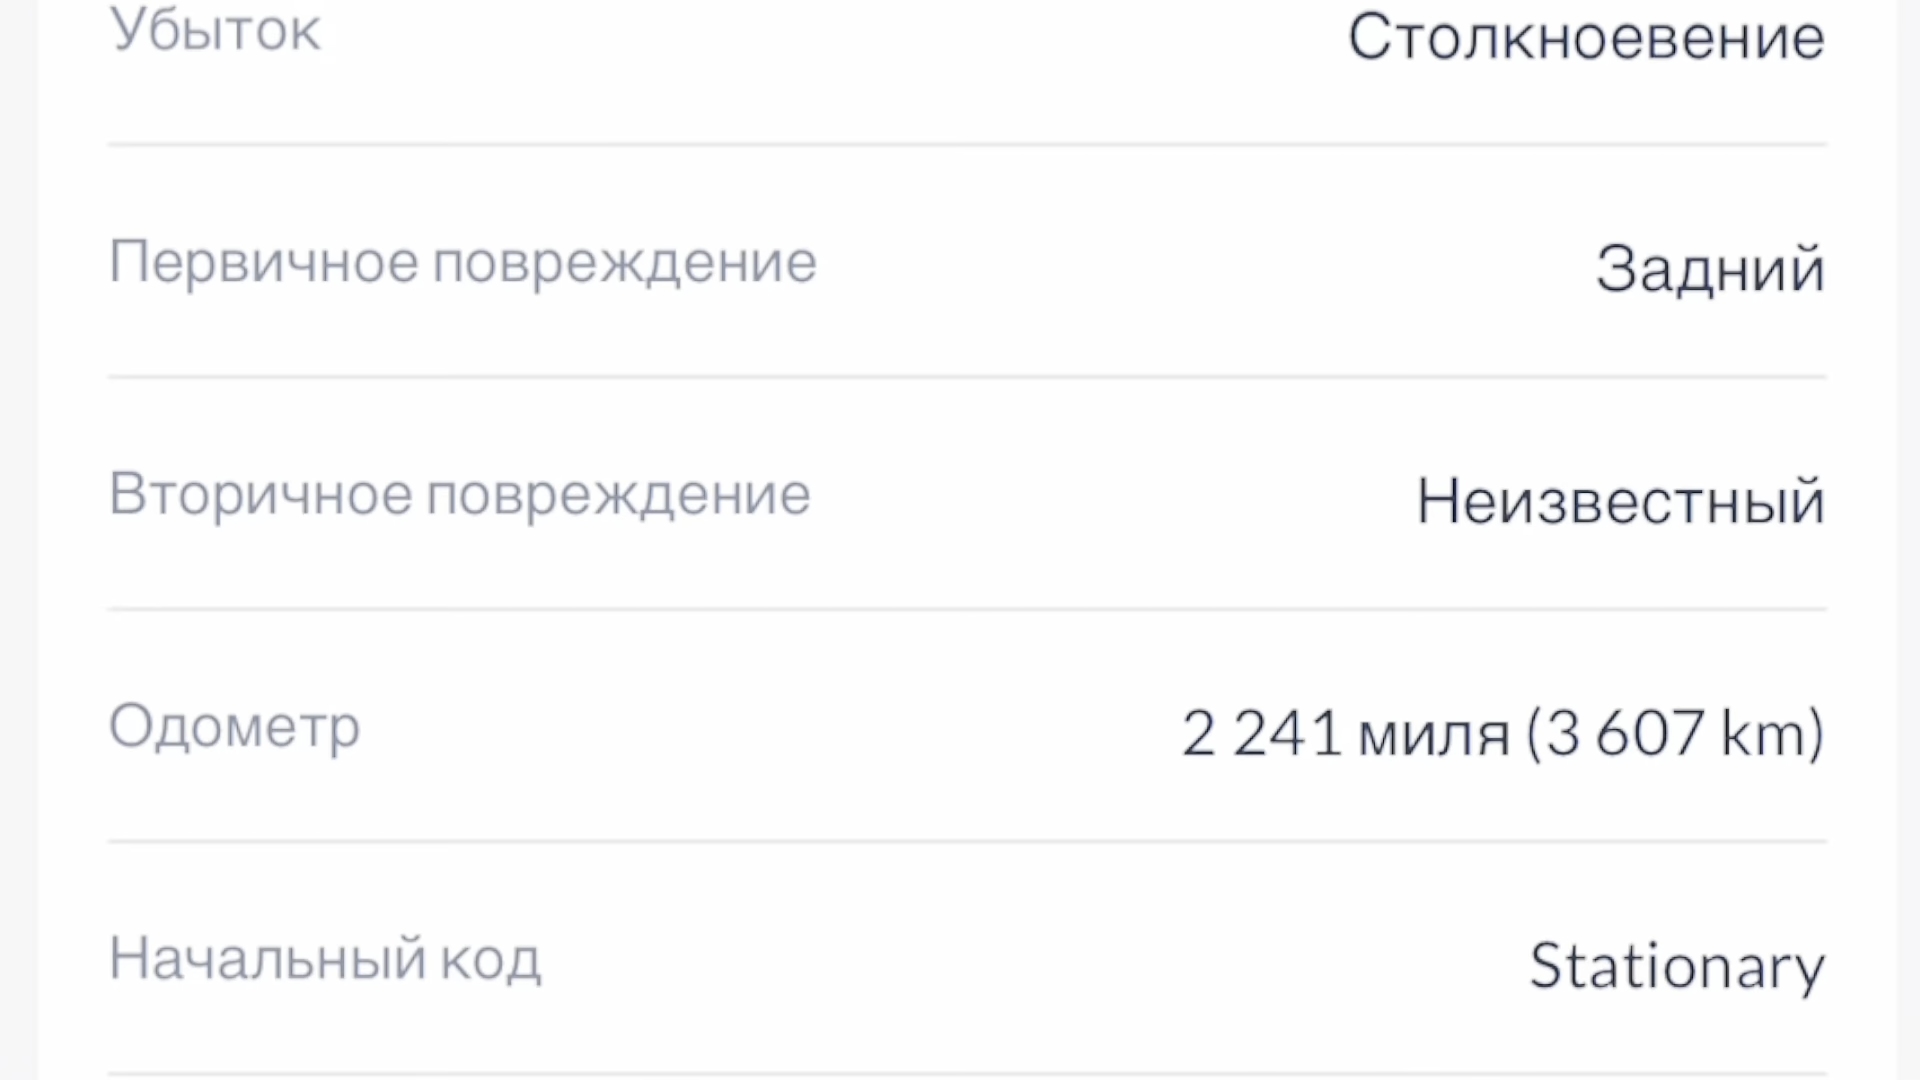 Убыток Столкноевение
Первичное повреждение Задний
Вторичное повреждение Неизвестный
Одометр 2 241 миля (3 607 km)
Начальный код Stationary